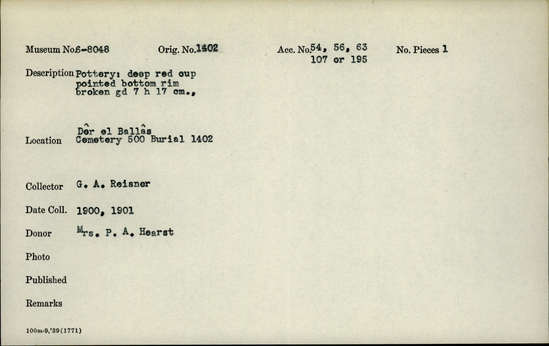 Museum No. 6-8048 Orig. No. 1402 Acc. No. 54, 56, 63 No. Pieces 1
107 or 195
Description Pottery: deep red cup
pointed bottom rim
broken gd 7 h 17 cm.,
Dêr el Ballâs
Location Cemetery 500 Burial 1402
Collector G. A. Reisner
Date Coll. 1900, 1901
Donor Mrs. P. A. Hearst
Photo
Published
Remarks
100m-9,'39(1771)